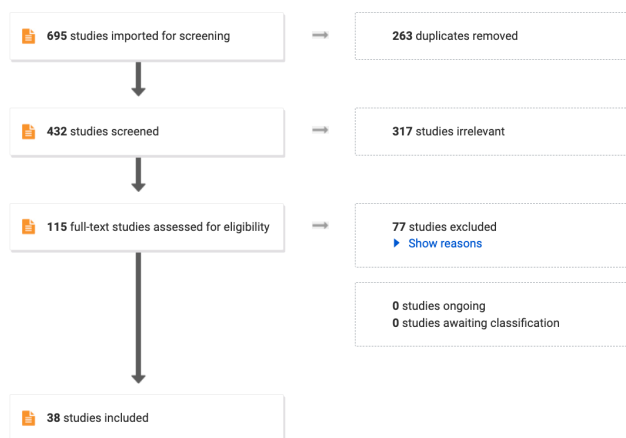 695 studies imported for screening
263 duplicates removed
432 studies screened
317 studies irrelevant
115 full-text studies assessed for eligibility
77 studies excluded
Show reasons
0 studies ongoing
0 studies awaiting classification
38 studies included